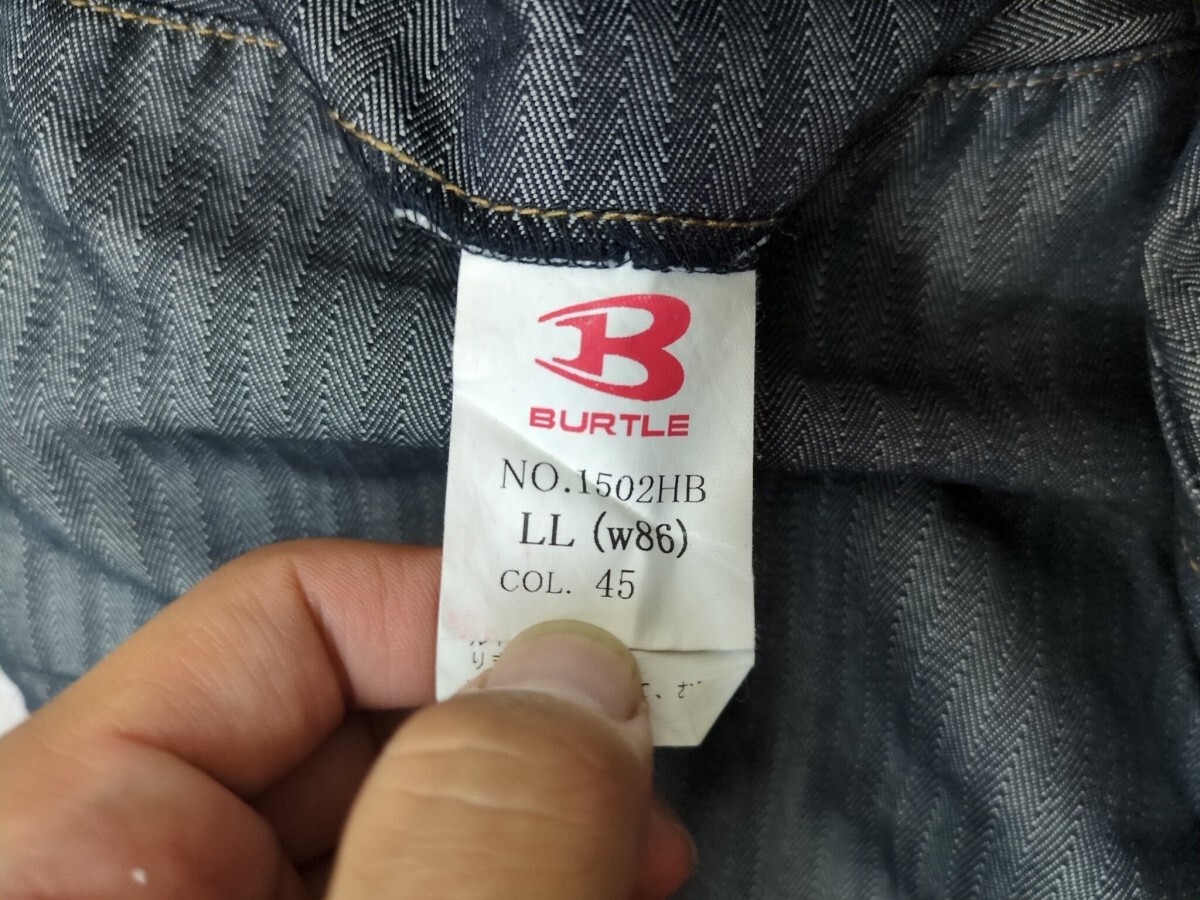 B
BURTLE
NO.1502HB
LL (w86)
COL. 45